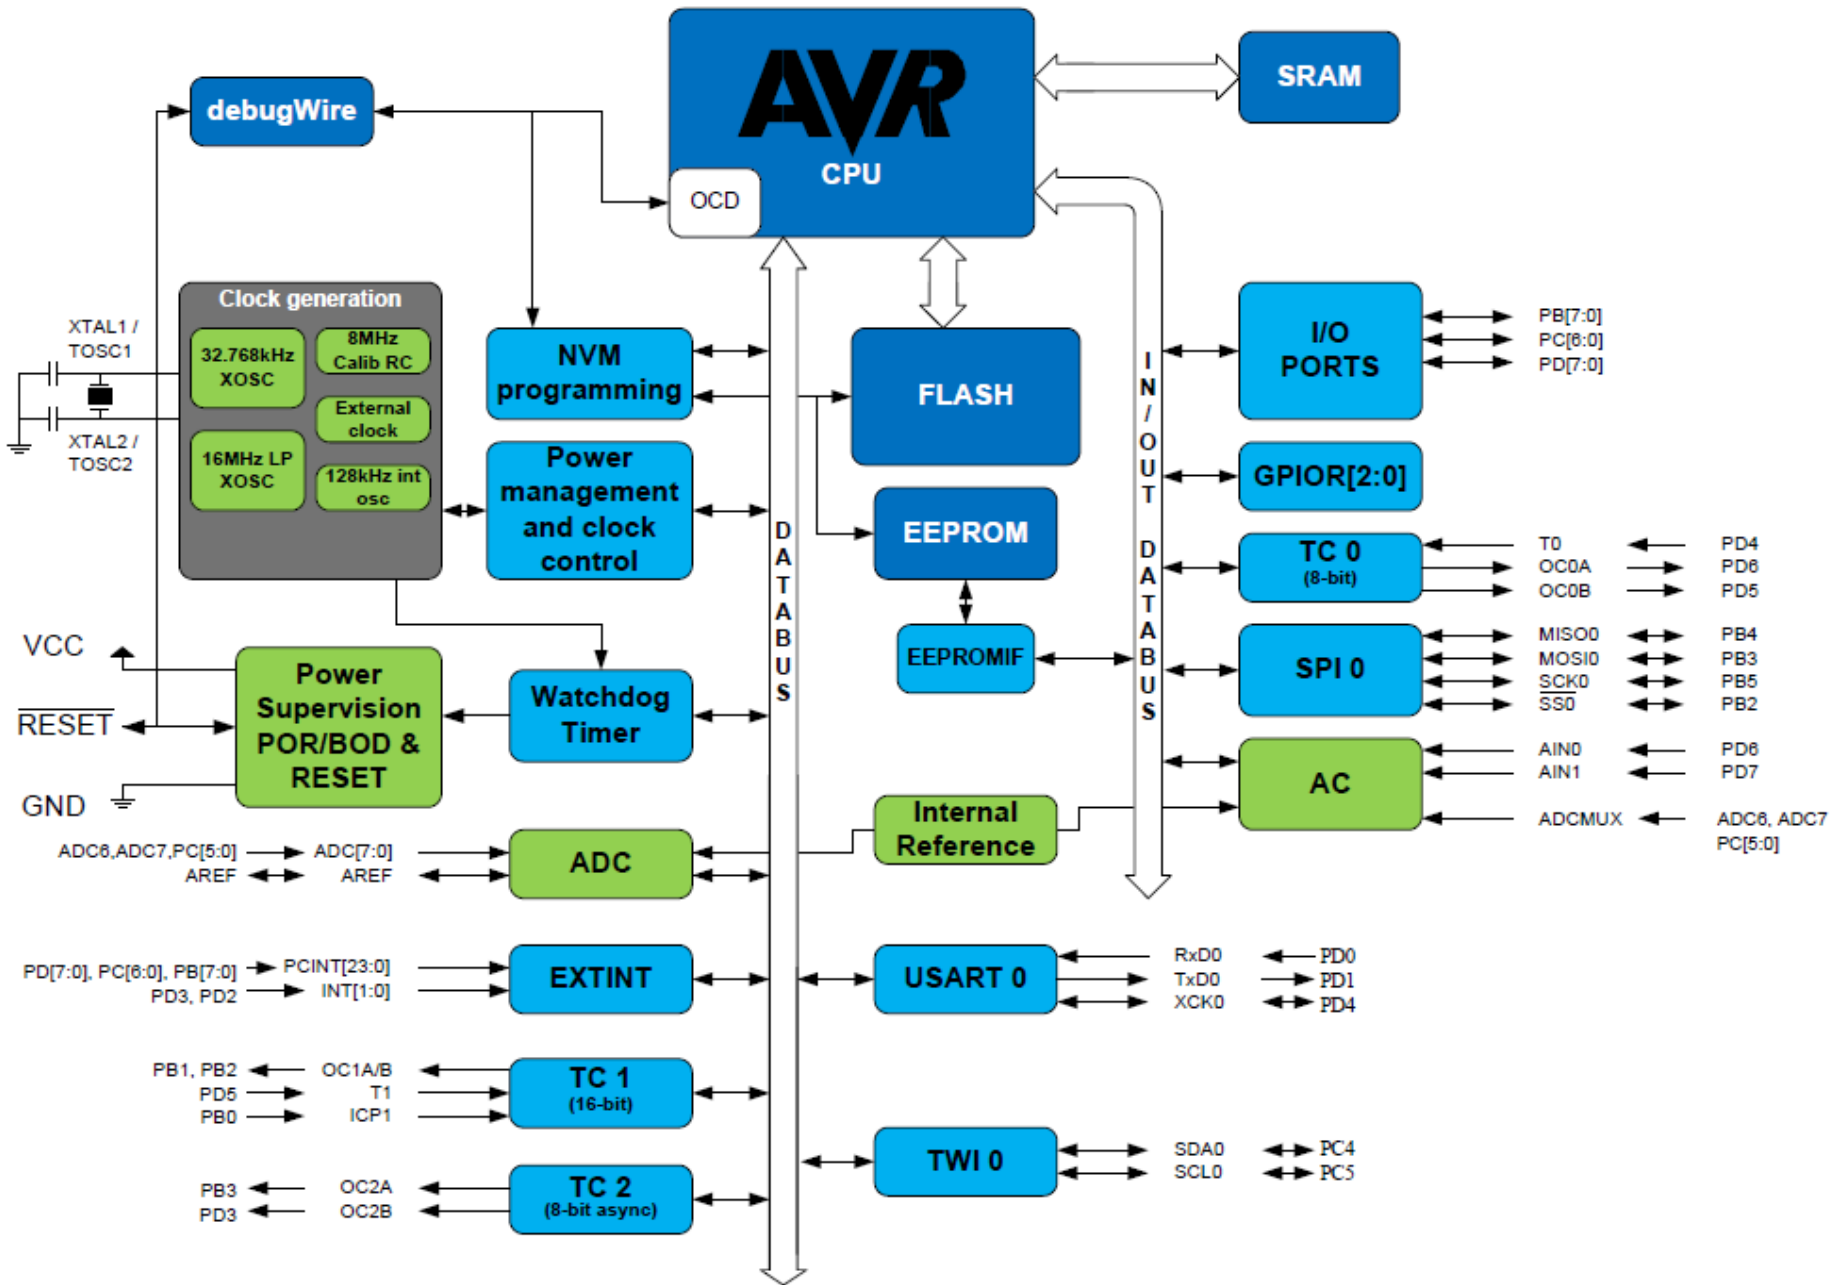 AVR
CPU
OCD
SRAM
debugWire
Clock generation
32.768kHz
XOSC
8MHz
Calib RC
External
clock
16MHz LP
XOSC
128kHz int
osc
XTAL1 /
TOSC1
XTAL2 /
TOSC2
NVM
programming
Power
management
and clock
control
FLASH
EEPROM
EEPROMIF
DATABUS
IN/OUT DATABUS
I/O
PORTS
PB[7:0]
PC[6:0]
PD[7:0]
GPIOR[2:0]
TC 0
(8-bit)
T0 PD4
OC0A PD6
OC0B PD5
SPI 0
MISO0 PB4
MOSI0 PB3
SCK0 PB5
SS0 PB2
AC
AIN0 PD6
AIN1 PD7
ADCMUX ADC6, ADC7
PC[5:0]
VCC
RESET
GND
Power
Supervision
POR/BOD &
RESET
Watchdog
Timer
Internal
Reference
ADC6,ADC7,PC[5:0] ADC[7:0]
AREF AREF
ADC
PD[7:0], PC[6:0], PB[7:0] PCINT[23:0]
PD3, PD2 INT[1:0]
EXTINT
USART 0
RxD0 PD0
TxD0 PD1
XCK0 PD4
PB1, PB2 OC1A/B
PD5 T1
PB0 ICP1
TC 1
(16-bit)
TWI 0
SDA0 PC4
SCL0 PC5
PB3 OC2A
PD3 OC2B
TC 2
(8-bit async)